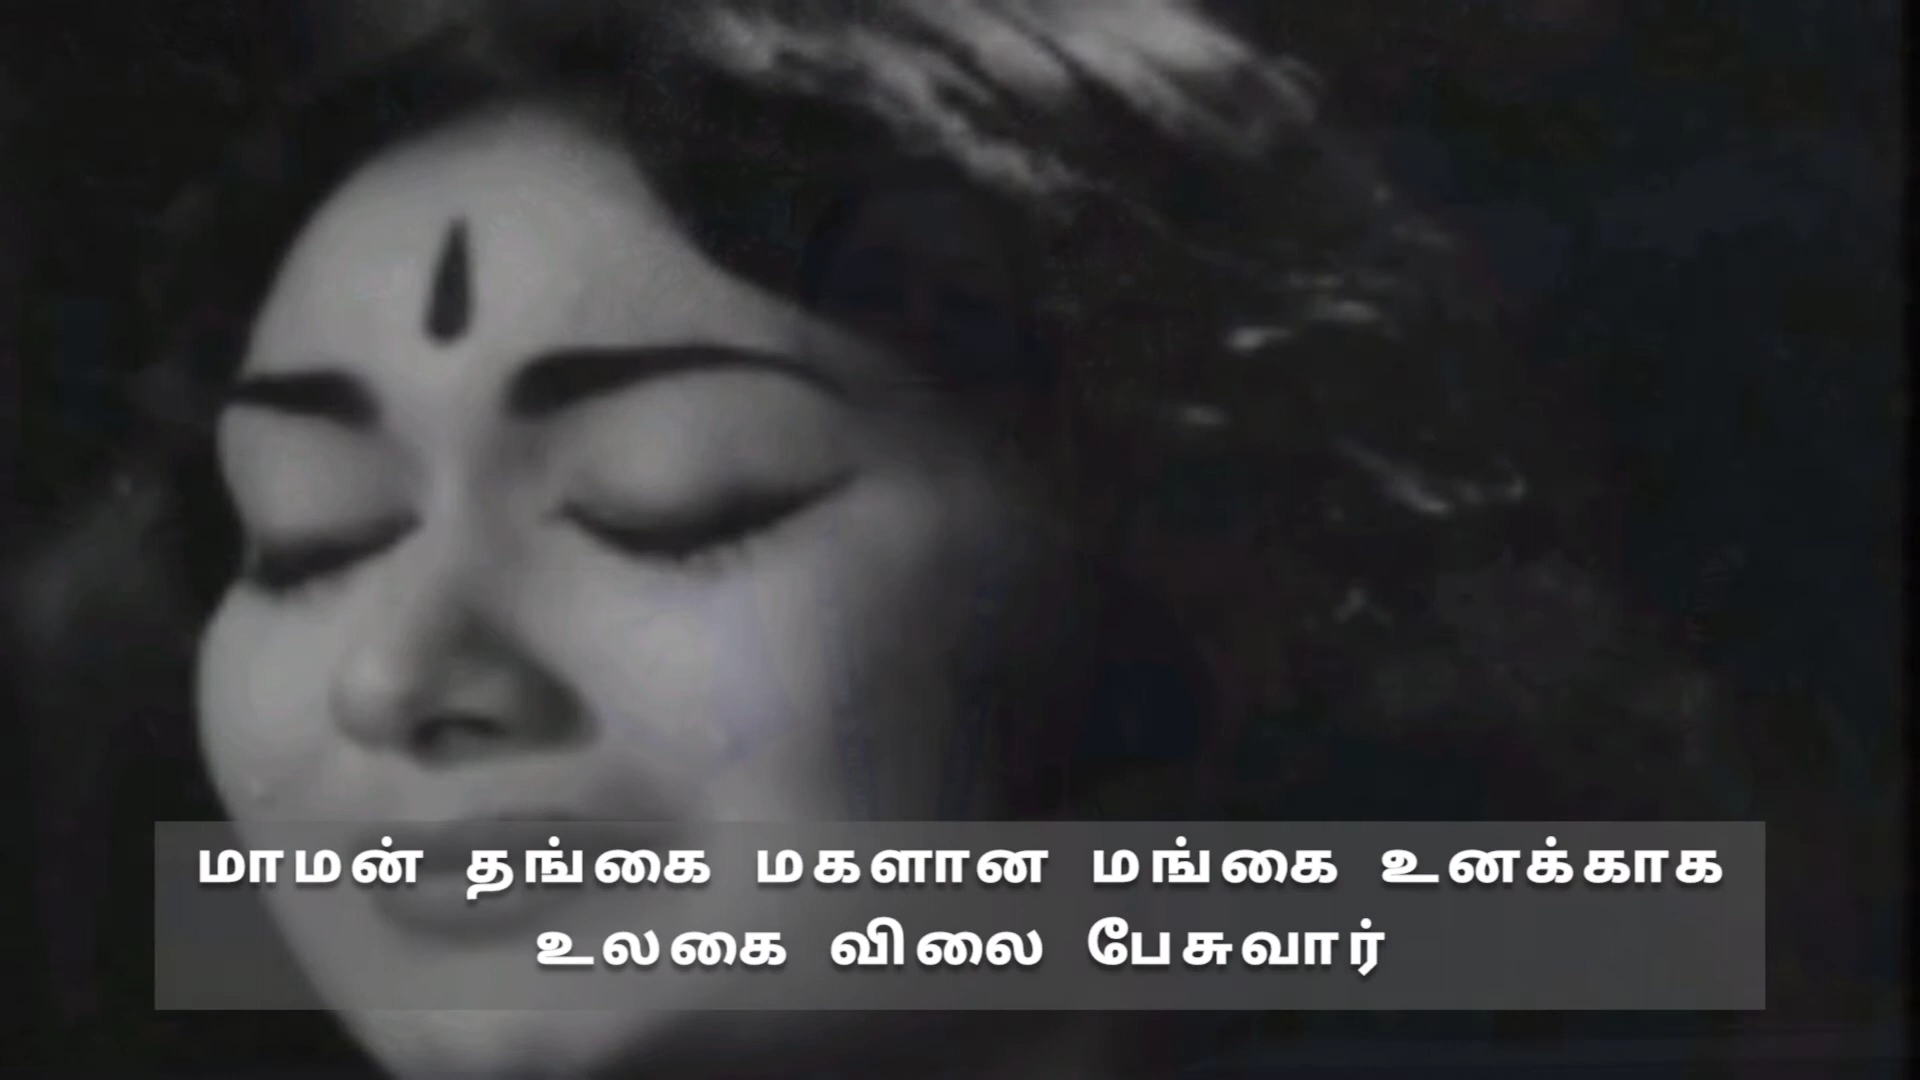 மாமன் தங்கை மகளான மங்கை உனக்காக
உலகை விலை பேசுவார்